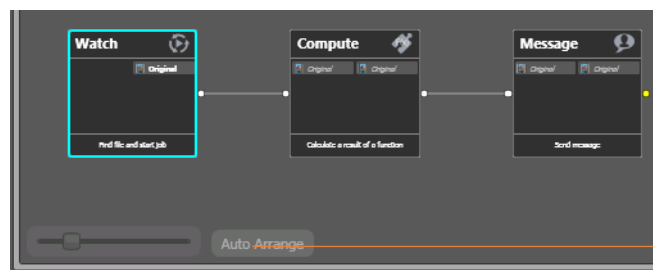 Watch
Compute
Message
Original
Original Original
Original Original
Find file and start job
Calculate a result of a function
Send message
Auto Arrange